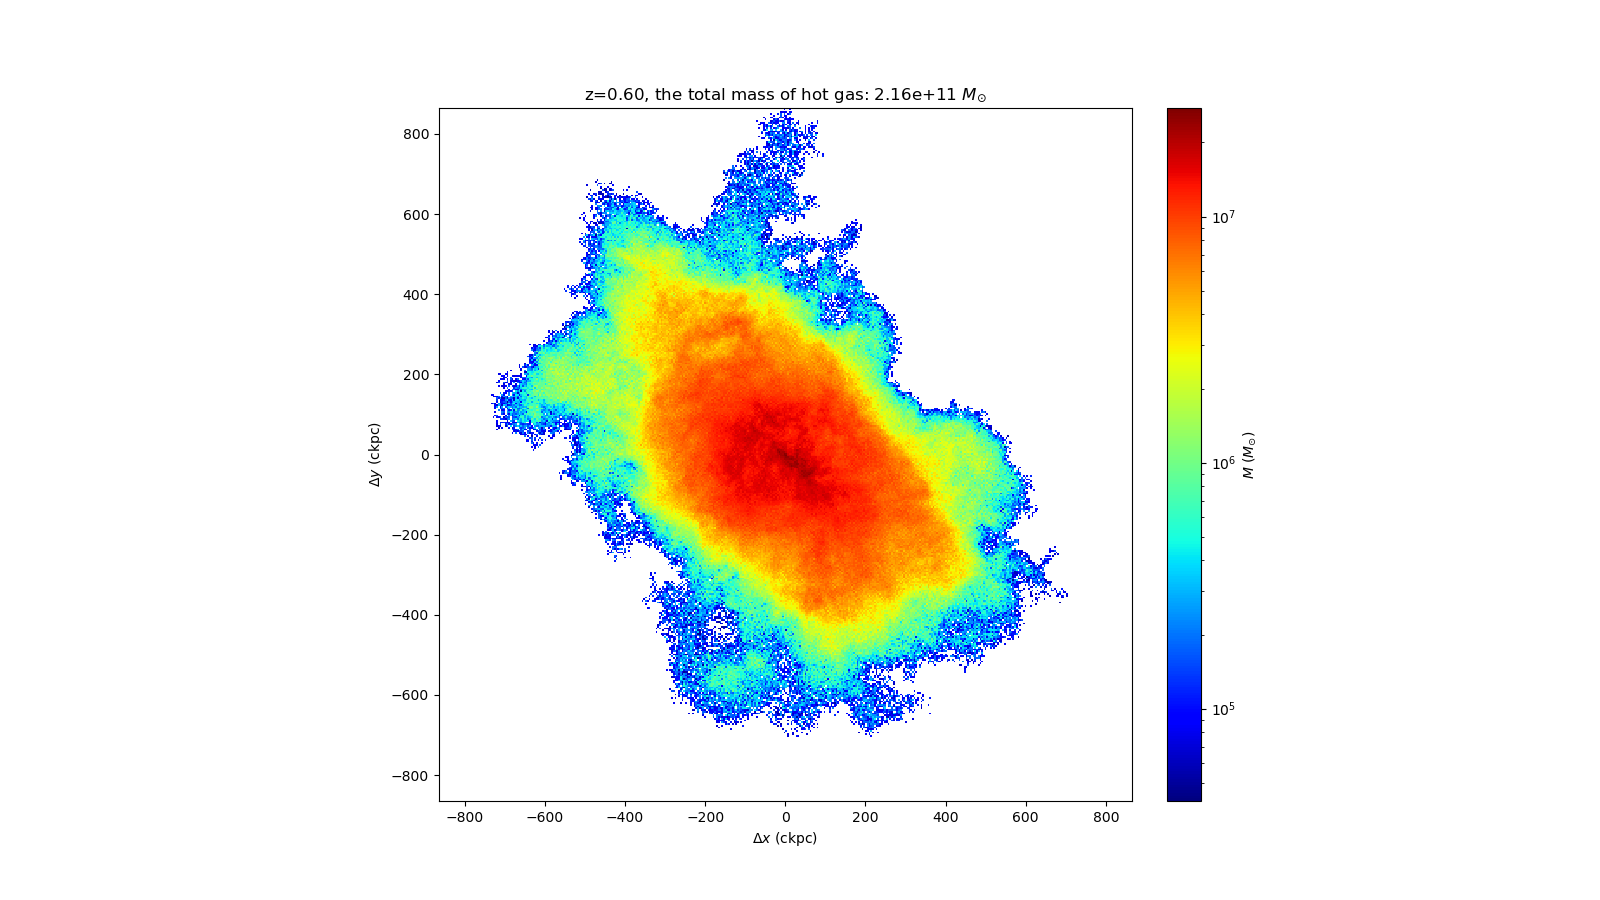 z=0.60, the total mass of hot gas: 2.16e+11 M⊙
800
600
400
200
0
−200
−400
−600
−800
Δy (ckpc)
−800 −600 −400 −200 0 200 400 600 800
Δx (ckpc)
10⁷
10⁶
10⁵
M (M⊙)